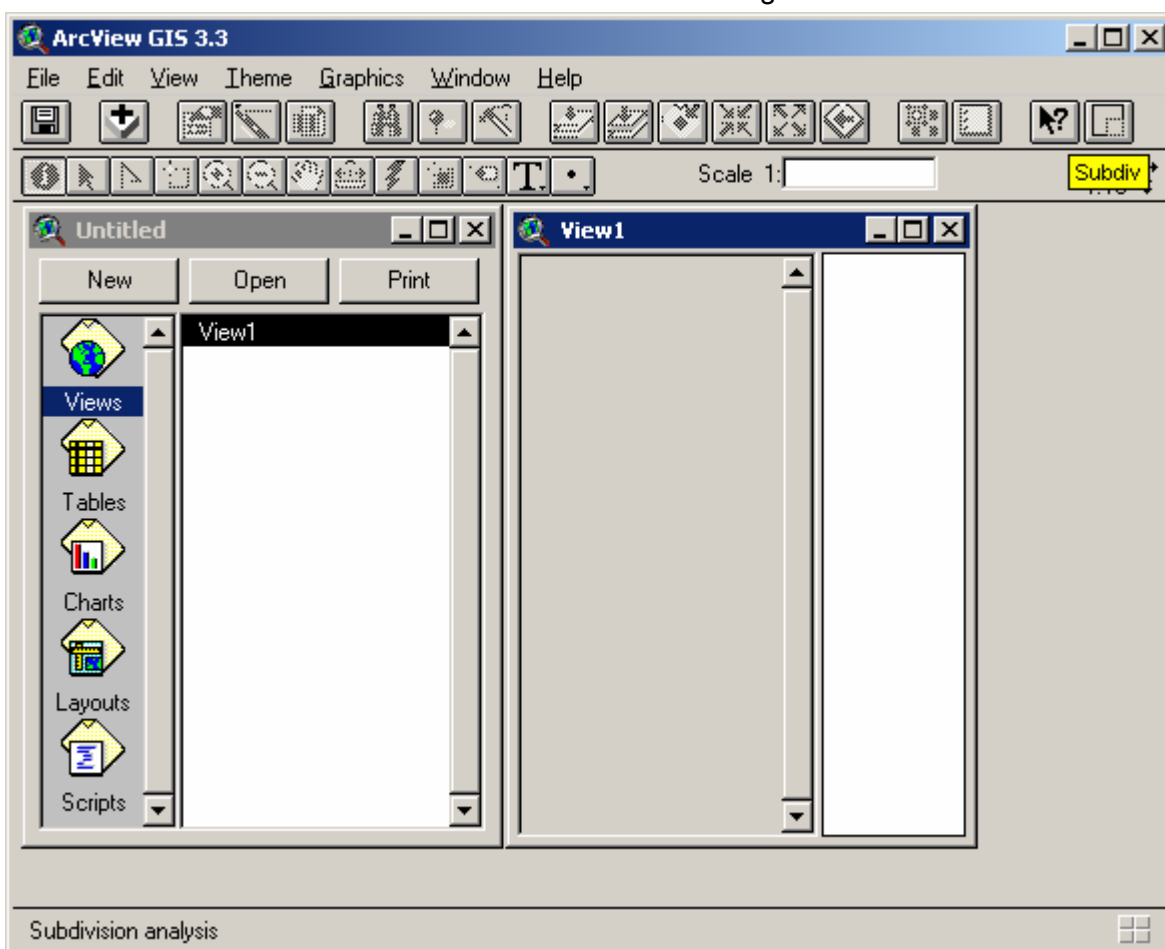 ArcView GIS 3.3
File Edit View Theme Graphics Window Help
T.
Scale 1:
Subdiv
Untitled
View1
New Open Print
View1
Views
Tables
Charts
Layouts
Scripts
Subdivision analysis